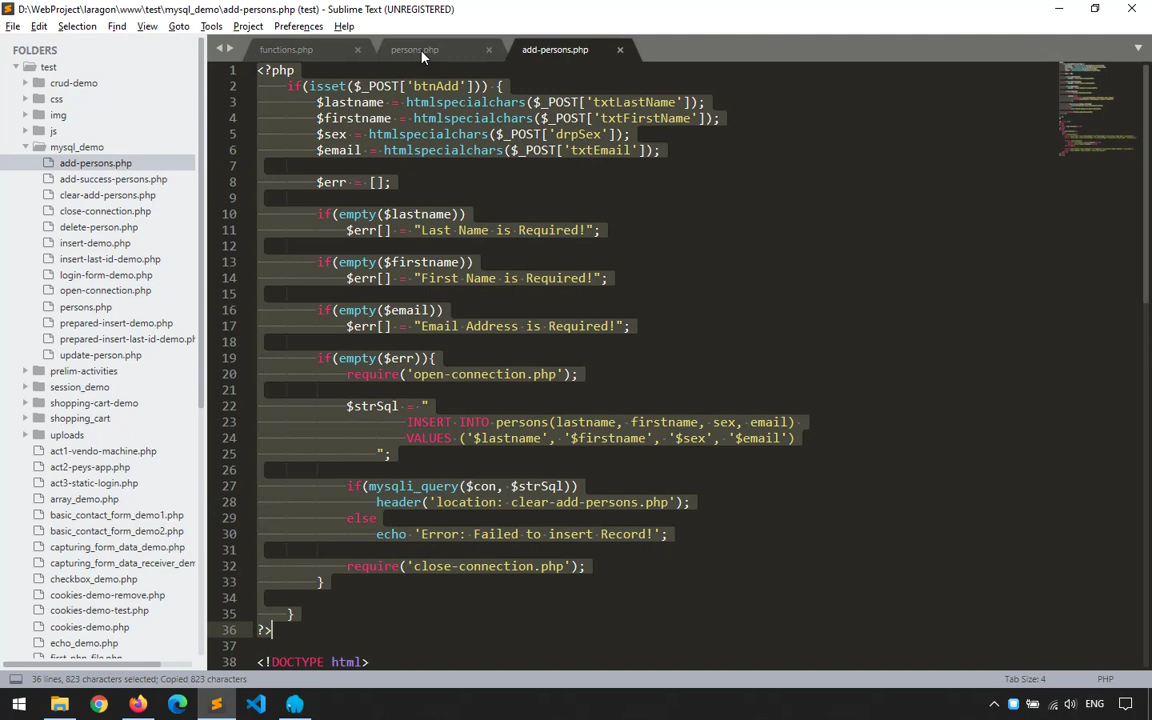 D:\WebProject\laragon\www\test\mysql_demo\add-persons.php (test) - Sublime Text (UNREGISTERED)
File Edit Selection Find View Goto Tools Project Preferences Help
FOLDERS
test
crud-demo
css
img
js
mysql_demo
add-persons.php
add-success-persons.php
clear-add-persons.php
close-connection.php
delete-person.php
insert-demo.php
insert-last-id-demo.php
login-form-demo.php
open-connection.php
persons.php
prepared-insert-demo.php
prepared-insert-last-id-demo.ph
update-person.php
prelim-activities
session_demo
shopping-cart-demo
shopping_cart
uploads
act1-vendo-machine.php
act2-peys-app.php
act3-static-login.php
array_demo.php
basic_contact_form_demo1.php
basic_contact_form_demo2.php
capturing_form_data_demo.php
capturing_form_data_receiver_dem
checkbox_demo.php
cookies-demo-remove.php
cookies-demo-test.php
cookies-demo.php
echo_demo.php
first_php_file.php
functions.php persons.php add-persons.php
1 <?php
2 if(isset($_POST['btnAdd'])) {
3 $lastname = htmlspecialchars($_POST['txtLastName']);
4 $firstname = htmlspecialchars($_POST['txtFirstName']);
5 $sex = htmlspecialchars($_POST['drpSex']);
6 $email = htmlspecialchars($_POST['txtEmail']);
7
8 $err = [];
9
10 if(empty($lastname))
11 $err[] = "Last Name is Required!";
12
13 if(empty($firstname))
14 $err[] = "First Name is Required!";
15
16 if(empty($email))
17 $err[] = "Email Address is Required!";
18
19 if(empty($err)){
20 require('open-connection.php');
21
22 $strSql = "
23 INSERT INTO persons(lastname, firstname, sex, email)
24 VALUES ('$lastname', '$firstname', '$sex', '$email')
25 ";
26
27 if(mysqli_query($con, $strSql))
28 header('location: clear-add-persons.php');
29 else
30 echo 'Error: Failed to insert Record!';
31
32 require('close-connection.php');
33 }
34
35 }
36 ?>
37
38 <!DOCTYPE html>
36 lines, 823 characters selected; Copied 823 characters Tab Size: 4 PHP
ENG